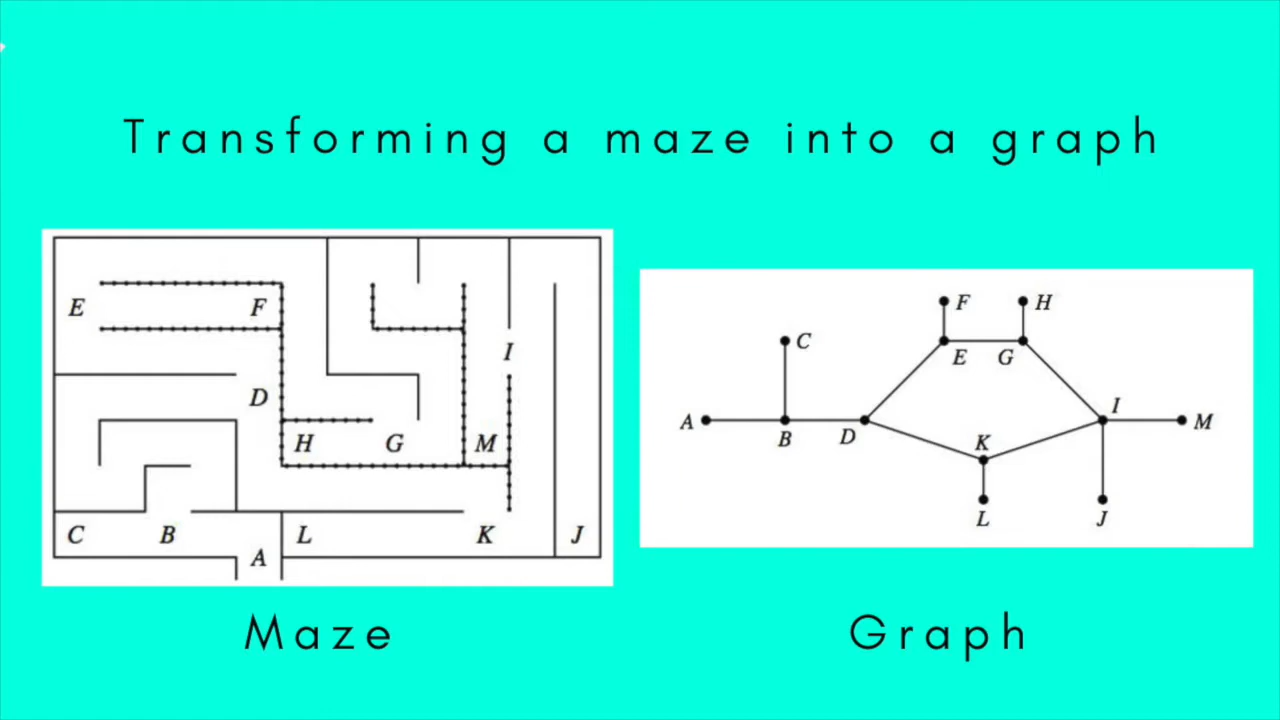 Transforming a maze into a graph
E F
I
D
H G M
C B L K J
A
F H
C E G
I
A B D K M
L J
Maze Graph